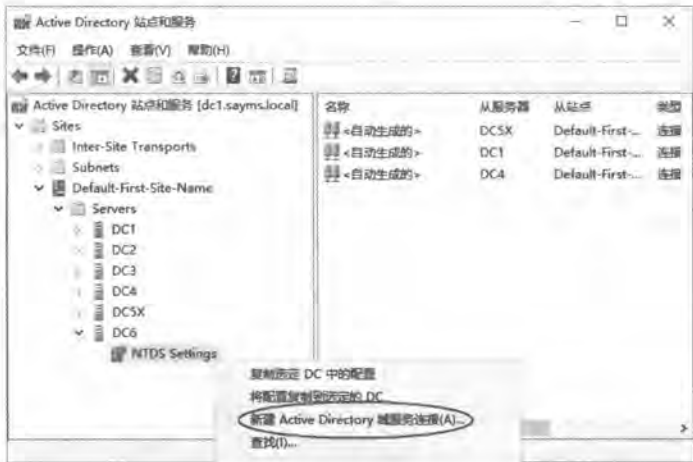 Active Directory 站点和服务
文件(F) 操作(A) 查看(V) 帮助(H)
Active Directory 站点和服务 [dc1.sayms.local]
Sites
Inter-Site Transports
Subnets
Default-First-Site-Name
Servers
DC1
DC2
DC3
DC4
DC5X
DC6
NTDS Settings
名称 从服务器 从站点 类型
<自动生成的> DC5X Default-First-... 连接
<自动生成的> DC1 Default-First-... 连接
<自动生成的> DC4 Default-First-... 连接
复制选定 DC 中的配置
将配置复制到选定的 DC
新建 Active Directory 域服务连接(A)...
查找(I)...